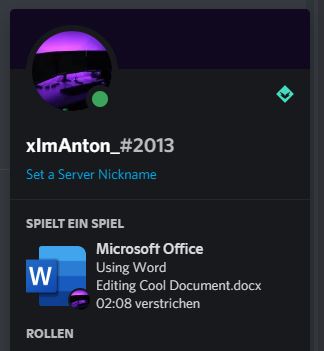 xImAnton_#2013
Set a Server Nickname
SPIELT EIN SPIEL
W
Microsoft Office
Using Word
Editing Cool Document.docx
02:08 verstrichen
ROLLEN